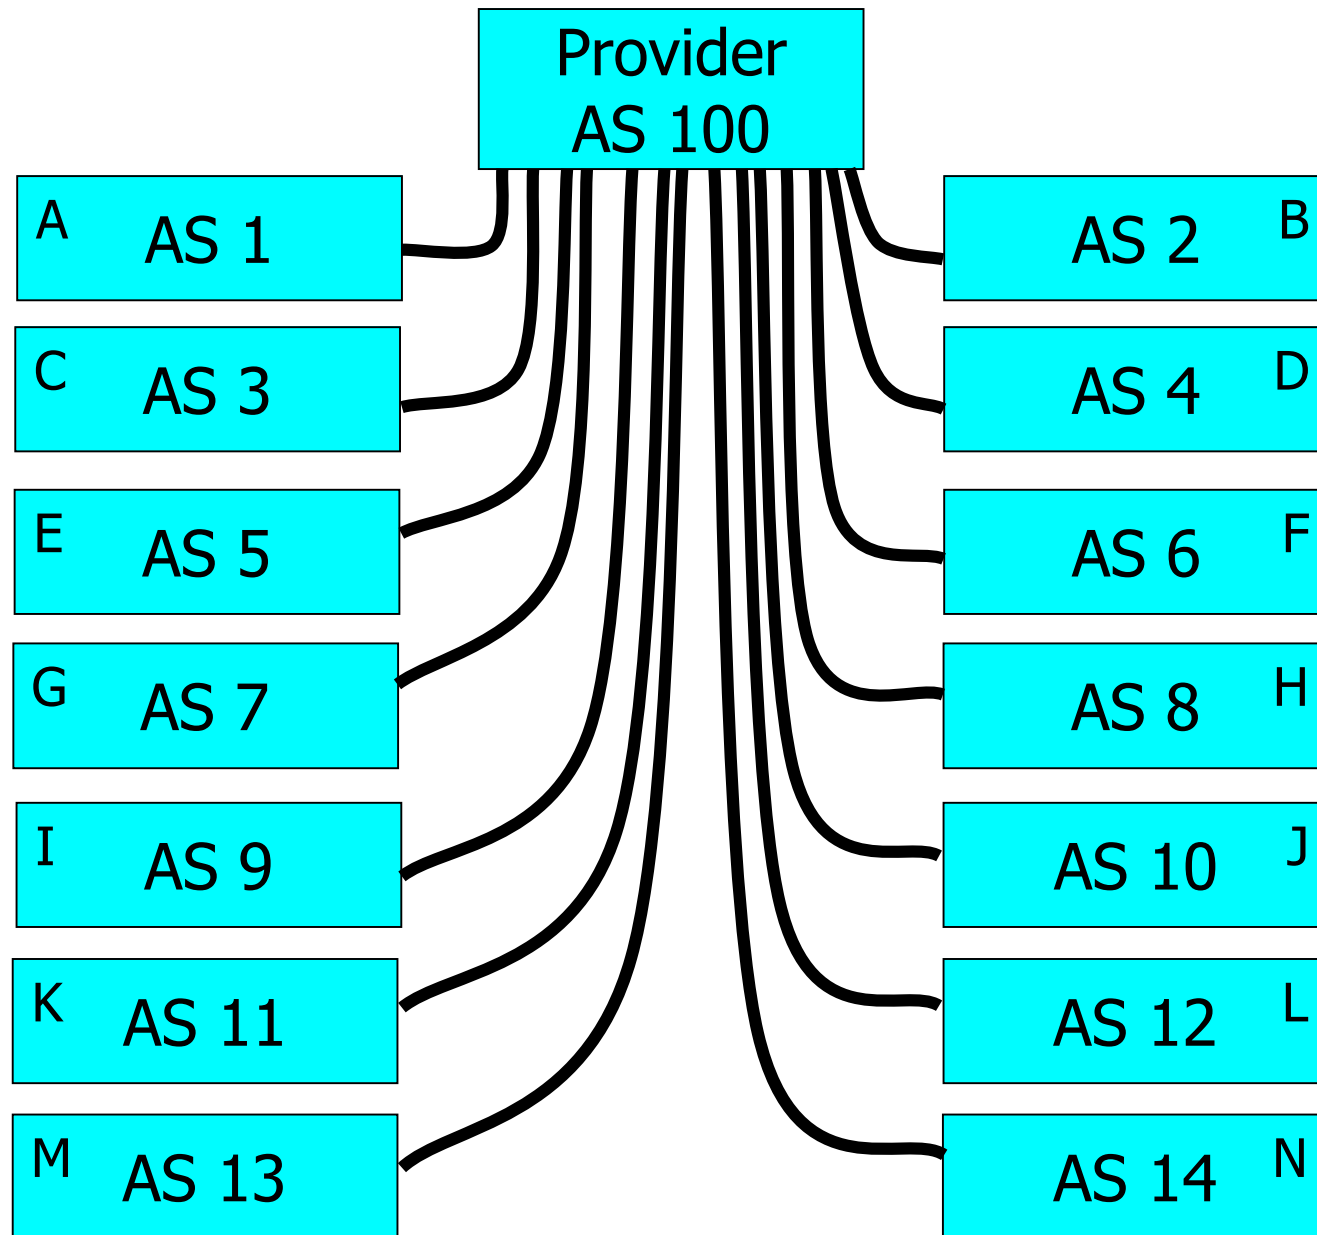 Provider
AS 100
A AS 1
AS 2 B
C AS 3
AS 4 D
E AS 5
AS 6 F
G AS 7
AS 8 H
I AS 9
AS 10 J
K AS 11
AS 12 L
M AS 13
AS 14 N